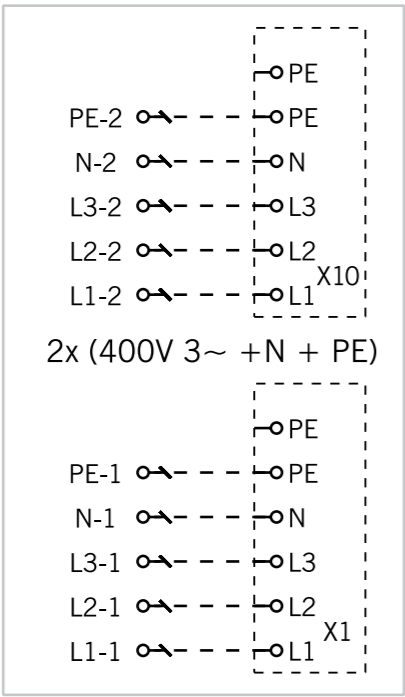 PE
PE-2 PE
N-2 N
L3-2 L3
L2-2 L2
X10
L1-2 L1
2x (400V 3~ +N + PE)
PE
PE-1 PE
N-1 N
L3-1 L3
L2-1 L2
X1
L1-1 L1